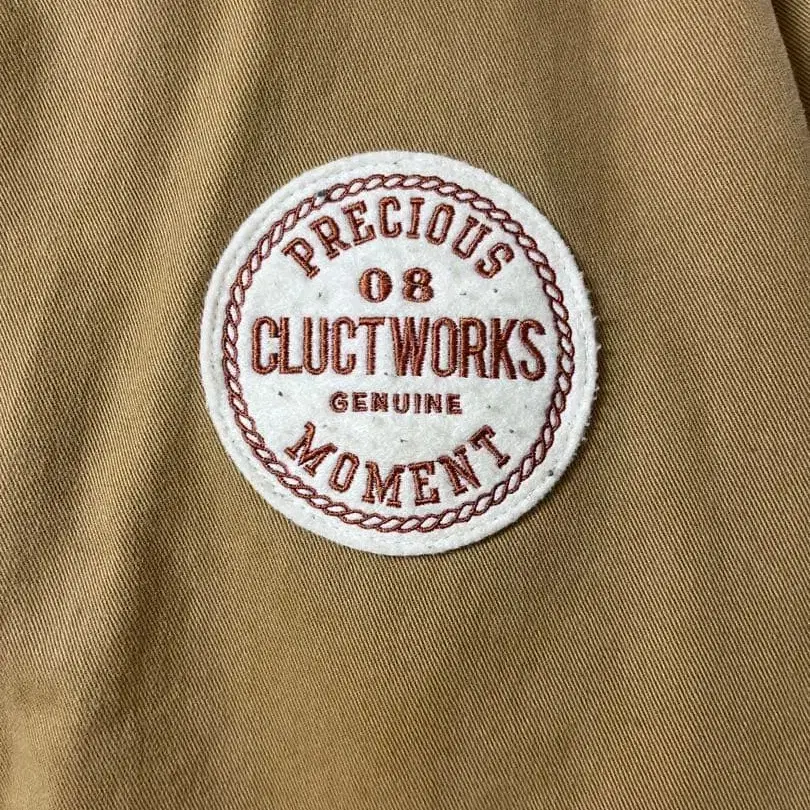 PRECIOUS
08
CLUCTWORKS
GENUINE
MOMENT